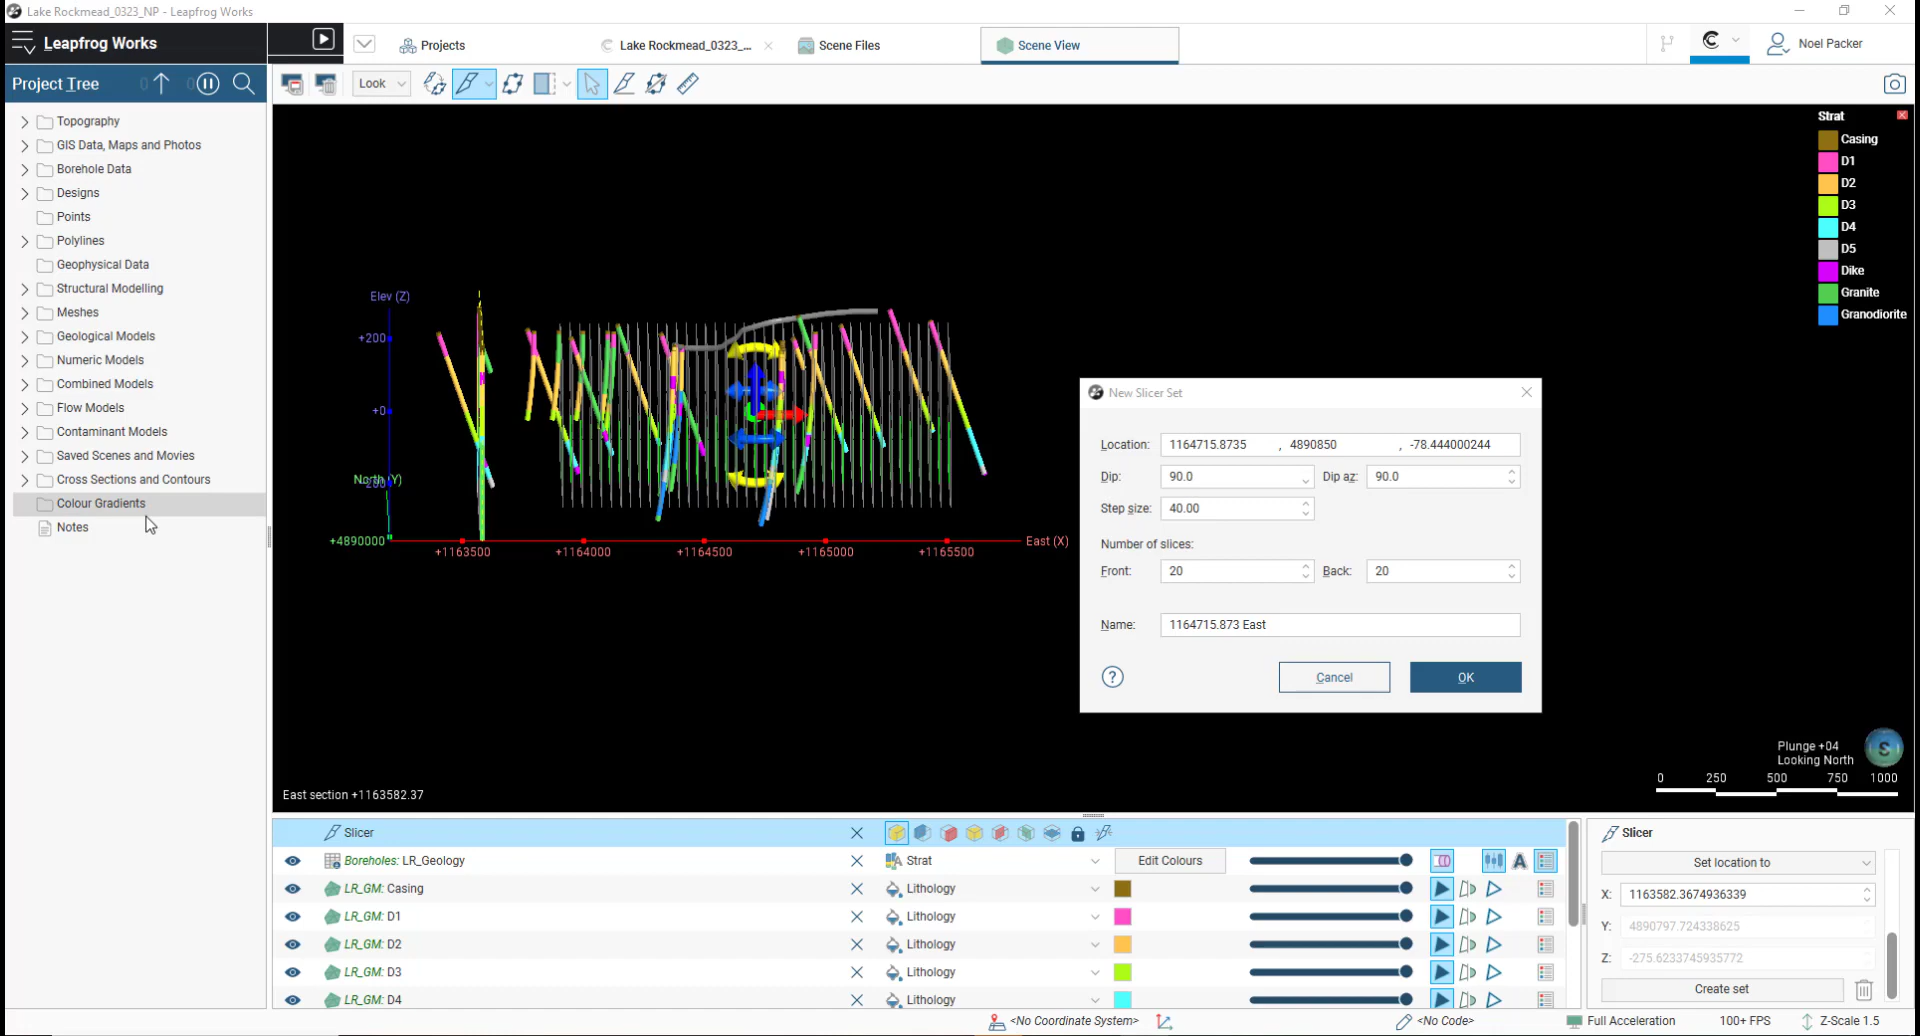 Lake Rockmead_0323_NP - Leapfrog Works
Leapfrog Works
Projects
Lake Rockmead_0323_...
Scene Files
Scene View
Noel Packer
Project Tree
0
0
Look
Topography
GIS Data, Maps and Photos
Borehole Data
Designs
Points
Polylines
Geophysical Data
Structural Modelling
Meshes
Geological Models
Numeric Models
Combined Models
Flow Models
Contaminant Models
Saved Scenes and Movies
Cross Sections and Contours
Colour Gradients
Notes
Strat
Casing
D1
D2
D3
D4
D5
Dike
Granite
Granodiorite
Elev (Z)
+200
+0
North (Y)
+4890000
+1163500
+1164000
+1164500
+1165000
+1165500
East (X)
New Slicer Set
Location: 1164715.8735 , 4890850 , -78.444000244
Dip: 90.0 Dip az: 90.0
Step size: 40.00
Number of slices:
Front: 20 Back: 20
Name: 1164715.873 East
?
Cancel
OK
Plunge +04
Looking North
S
0 250 500 750 1000
East section +1163582.37
Slicer
Boreholes: LR_Geology Strat Edit Colours A
LR_GM: Casing Lithology
LR_GM: D1 Lithology
LR_GM: D2 Lithology
LR_GM: D3 Lithology
LR_GM: D4 Lithology
Slicer
Set location to
X: 1163582.3674936339
Y: 4890797.724338625
Z: -275.6233745935772
Create set
<No Coordinate System>
<No Code>
Full Acceleration
100+ FPS
Z-Scale 1.5